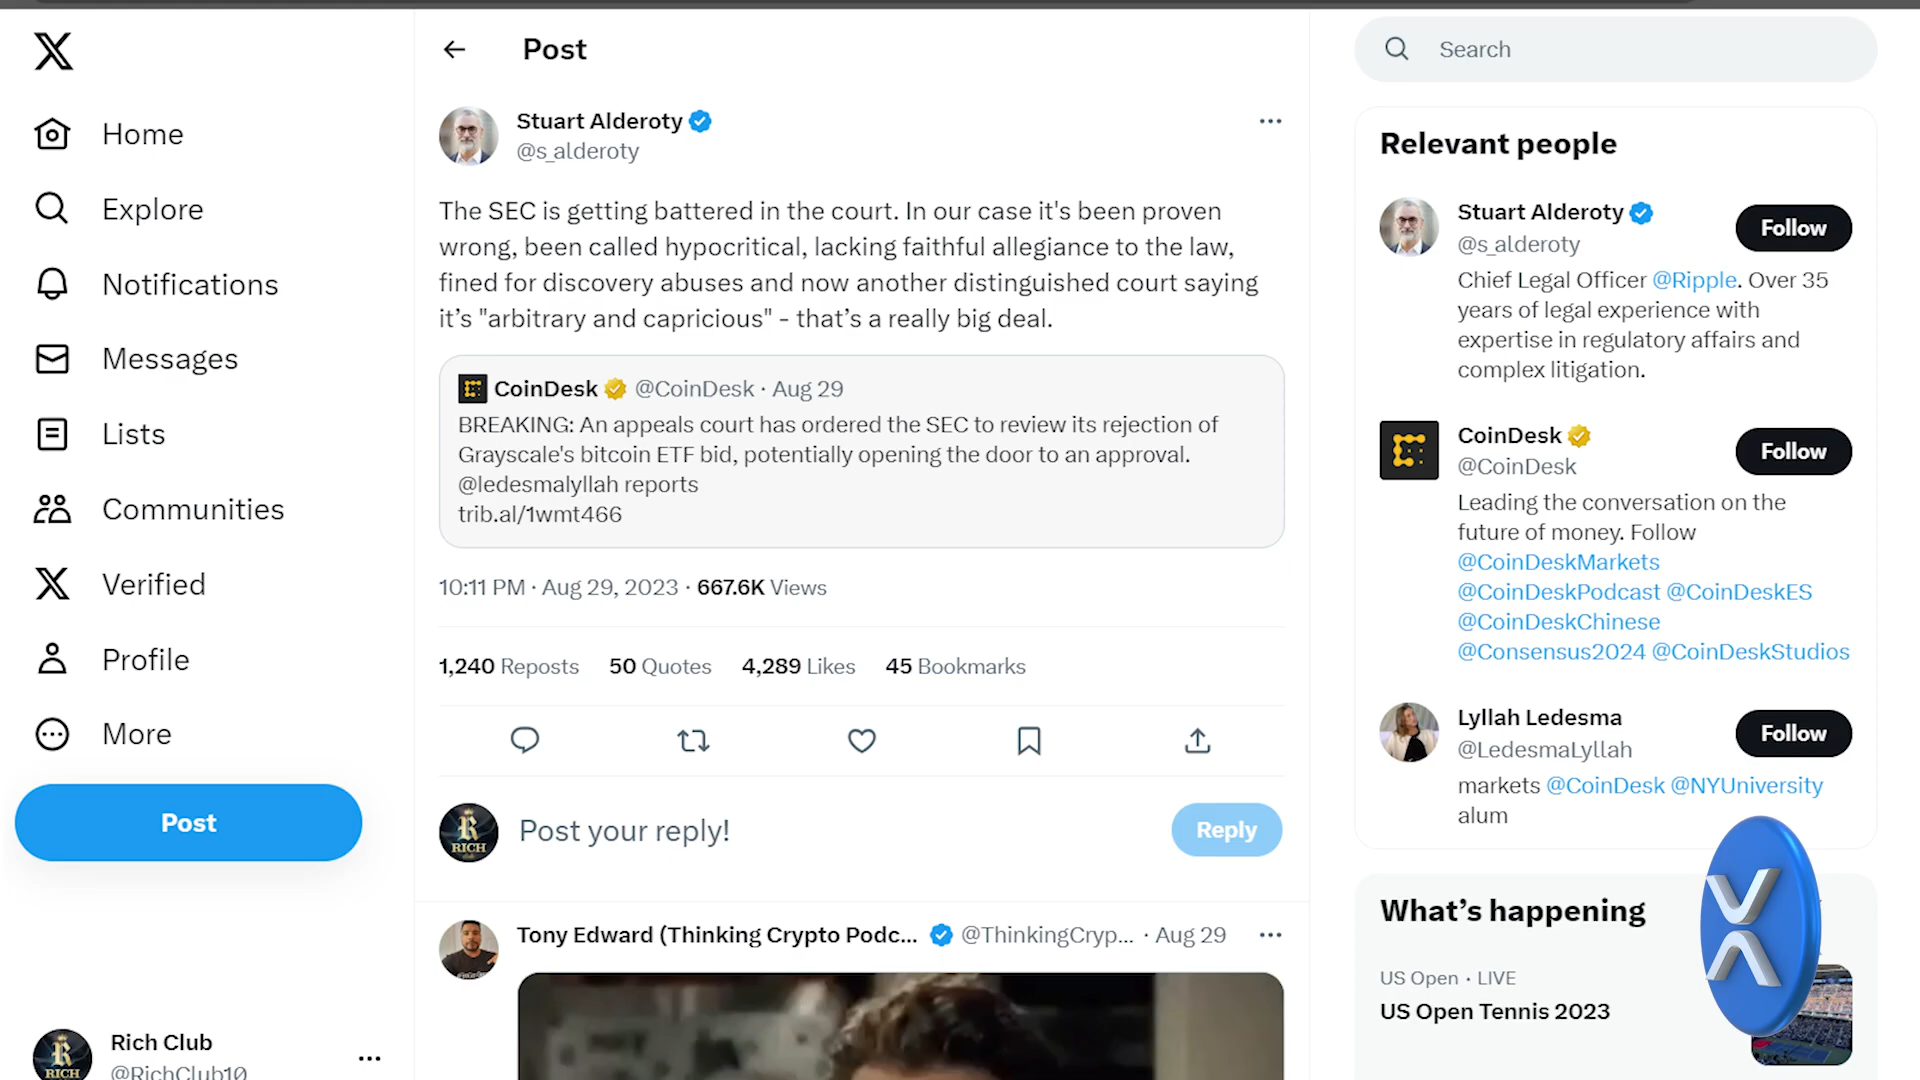 Home
Explore
Notifications
Messages
Lists
Communities
Verified
Profile
More
Post
Rich Club
@RichClub10
Post
Stuart Alderoty
@s_alderoty
The SEC is getting battered in the court. In our case it's been proven
wrong, been called hypocritical, lacking faithful allegiance to the law,
fined for discovery abuses and now another distinguished court saying
it’s "arbitrary and capricious" - that’s a really big deal.
CoinDesk @CoinDesk · Aug 29
BREAKING: An appeals court has ordered the SEC to review its rejection of
Grayscale's bitcoin ETF bid, potentially opening the door to an approval.
@ledesmalyllah reports
trib.al/1wmt466
10:11 PM · Aug 29, 2023 · 667.6K Views
1,240 Reposts 50 Quotes 4,289 Likes 45 Bookmarks
RICH
Post your reply!
Reply
Tony Edward (Thinking Crypto Podc... @ThinkingCryp... · Aug 29
Search
Relevant people
Stuart Alderoty
@s_alderoty
Follow
Chief Legal Officer @Ripple. Over 35
years of legal experience with
expertise in regulatory affairs and
complex litigation.
CoinDesk
@CoinDesk
Follow
Leading the conversation on the
future of money. Follow
@CoinDeskMarkets
@CoinDeskPodcast @CoinDeskES
@CoinDeskChinese
@Consensus2024 @CoinDeskStudios
Lyllah Ledesma
@LedesmaLyllah
Follow
markets @CoinDesk @NYUniversity
alum
What’s happening
US Open · LIVE
US Open Tennis 2023
RICH